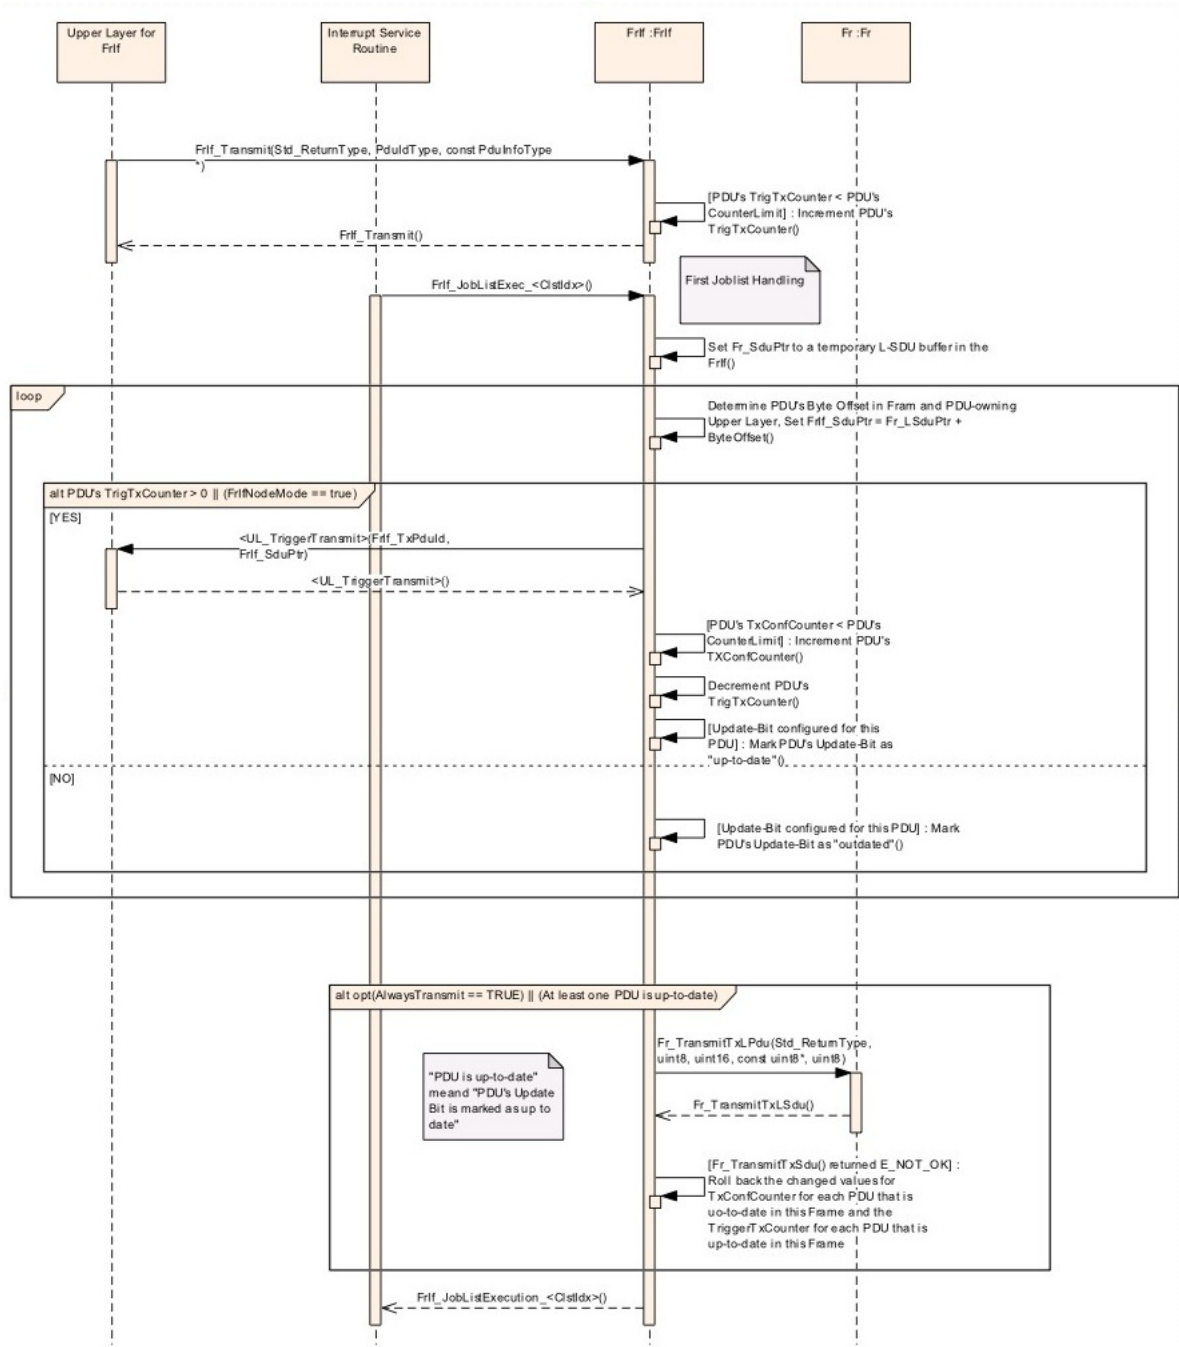 Upper Layer for
FrIf
Interrupt Service
Routine
FrIf :FrIf
Fr :Fr
FrIf_Transmit(Std_ReturnType, PduIdType, const PduInfoType
*)
[PDU's TrigTxCounter < PDU's
CounterLimit] : Increment PDU's
TrigTxCounter()
FrIf_Transmit()
First Joblist Handling
FrIf_JobListExec_<ClstIdx>()
Set Fr_SduPtr to a temporary L-SDU buffer in the
FrIf()
loop
Determine PDU's Byte Offset in Fram and PDU-owning
Upper Layer, Set FrIf_SduPtr = Fr_LSduPtr +
ByteOffset()
alt PDU's TrigTxCounter > 0 || (FrIfNodeMode == true)
[YES]
<UL_TriggerTransmit>(FrIf_TxPduId,
FrIf_SduPtr)
<UL_TriggerTransmit>()
[PDU's TxConfCounter < PDU's
CounterLimit] : Increment PDU's
TXConfCounter()
Decrement PDU's
TrigTxCounter()
[Update-Bit configured for this
PDU] : Mark PDU's Update-Bit as
"up-to-date"()
[NO]
[Update-Bit configured for this PDU] : Mark
PDU's Update-Bit as "outdated"()
alt opt(AlwaysTransmit == TRUE) || (At least one PDU is up-to-date)
Fr_TransmitTxLPdu(Std_ReturnType,
uint8, uint16, const uint8*, uint8)
"PDU is up-to-date"
meand "PDU's Update
Bit is marked as up to
date"
Fr_TransmitTxLSdu()
[Fr_TransmitTxSdu() returned E_NOT_OK] :
Roll back the changed values for
TxConfCounter for each PDU that is
uo-to-date in this Frame and the
TriggerTxCounter for each PDU that is
up-to-date in this Frame
FrIf_JobListExecution_<ClstIdx>()